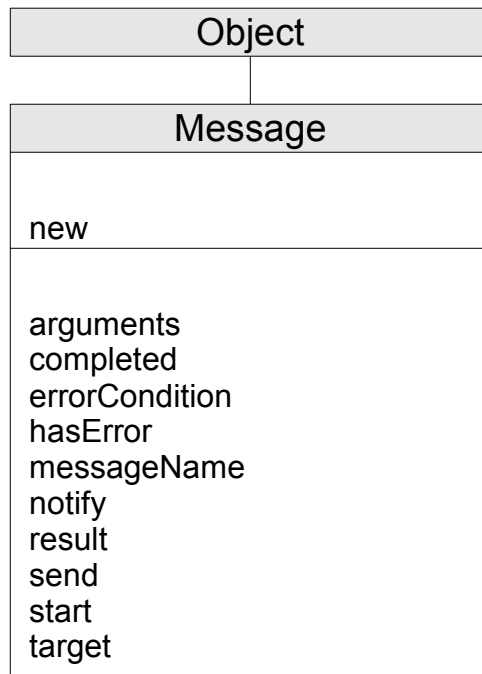 Object
Message
new
arguments
completed
errorCondition
hasError
messageName
notify
result
send
start
target